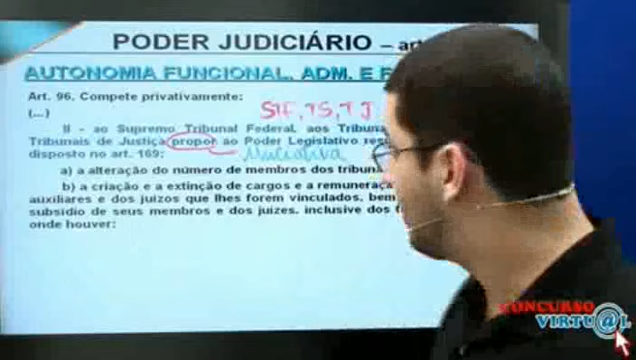 PODER JUDICIÁRIO – art
AUTONOMIA FUNCIONAL, ADM. E F
Art. 96. Compete privativamente:
STF, TS, TJ
(...)
II - ao Supremo Tribunal Federal, aos Tribuna
Tribunais de Justiça propor ao Poder Legislativo res
disposto no art. 169: Iniciativa
a) a alteração do número de membros dos tribuna
b) a criação e a extinção de cargos e a remuneraç
auxiliares e dos juízos que lhes forem vinculados, bem
subsídio de seus membros e dos juízes, inclusive dos t
onde houver:
CONCURSO
VIRTU@L